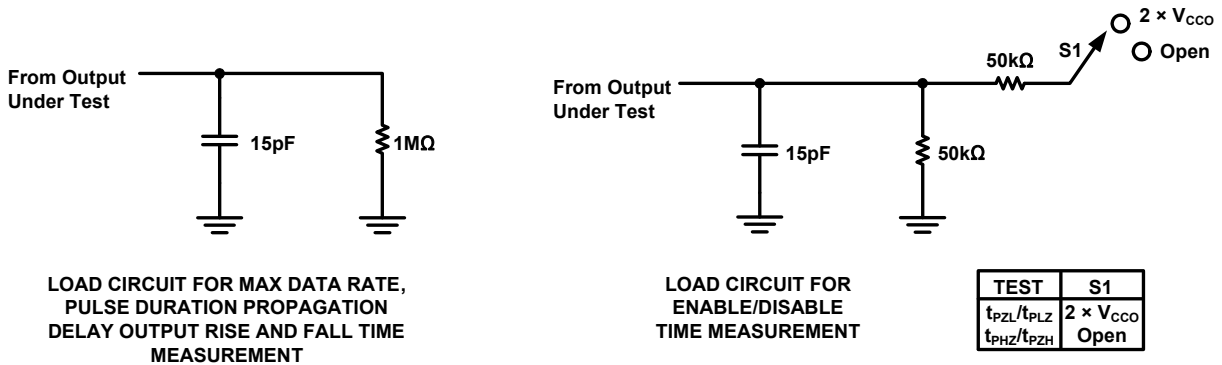 From Output
Under Test
15pF
1MΩ
LOAD CIRCUIT FOR MAX DATA RATE,
PULSE DURATION PROPAGATION
DELAY OUTPUT RISE AND FALL TIME
MEASUREMENT
2 × VCCO
S1
Open
50kΩ
From Output
Under Test
15pF
50kΩ
LOAD CIRCUIT FOR
ENABLE/DISABLE
TIME MEASUREMENT
TEST S1
tPZL/tPLZ 2 × VCCO
tPHZ/tPZH Open